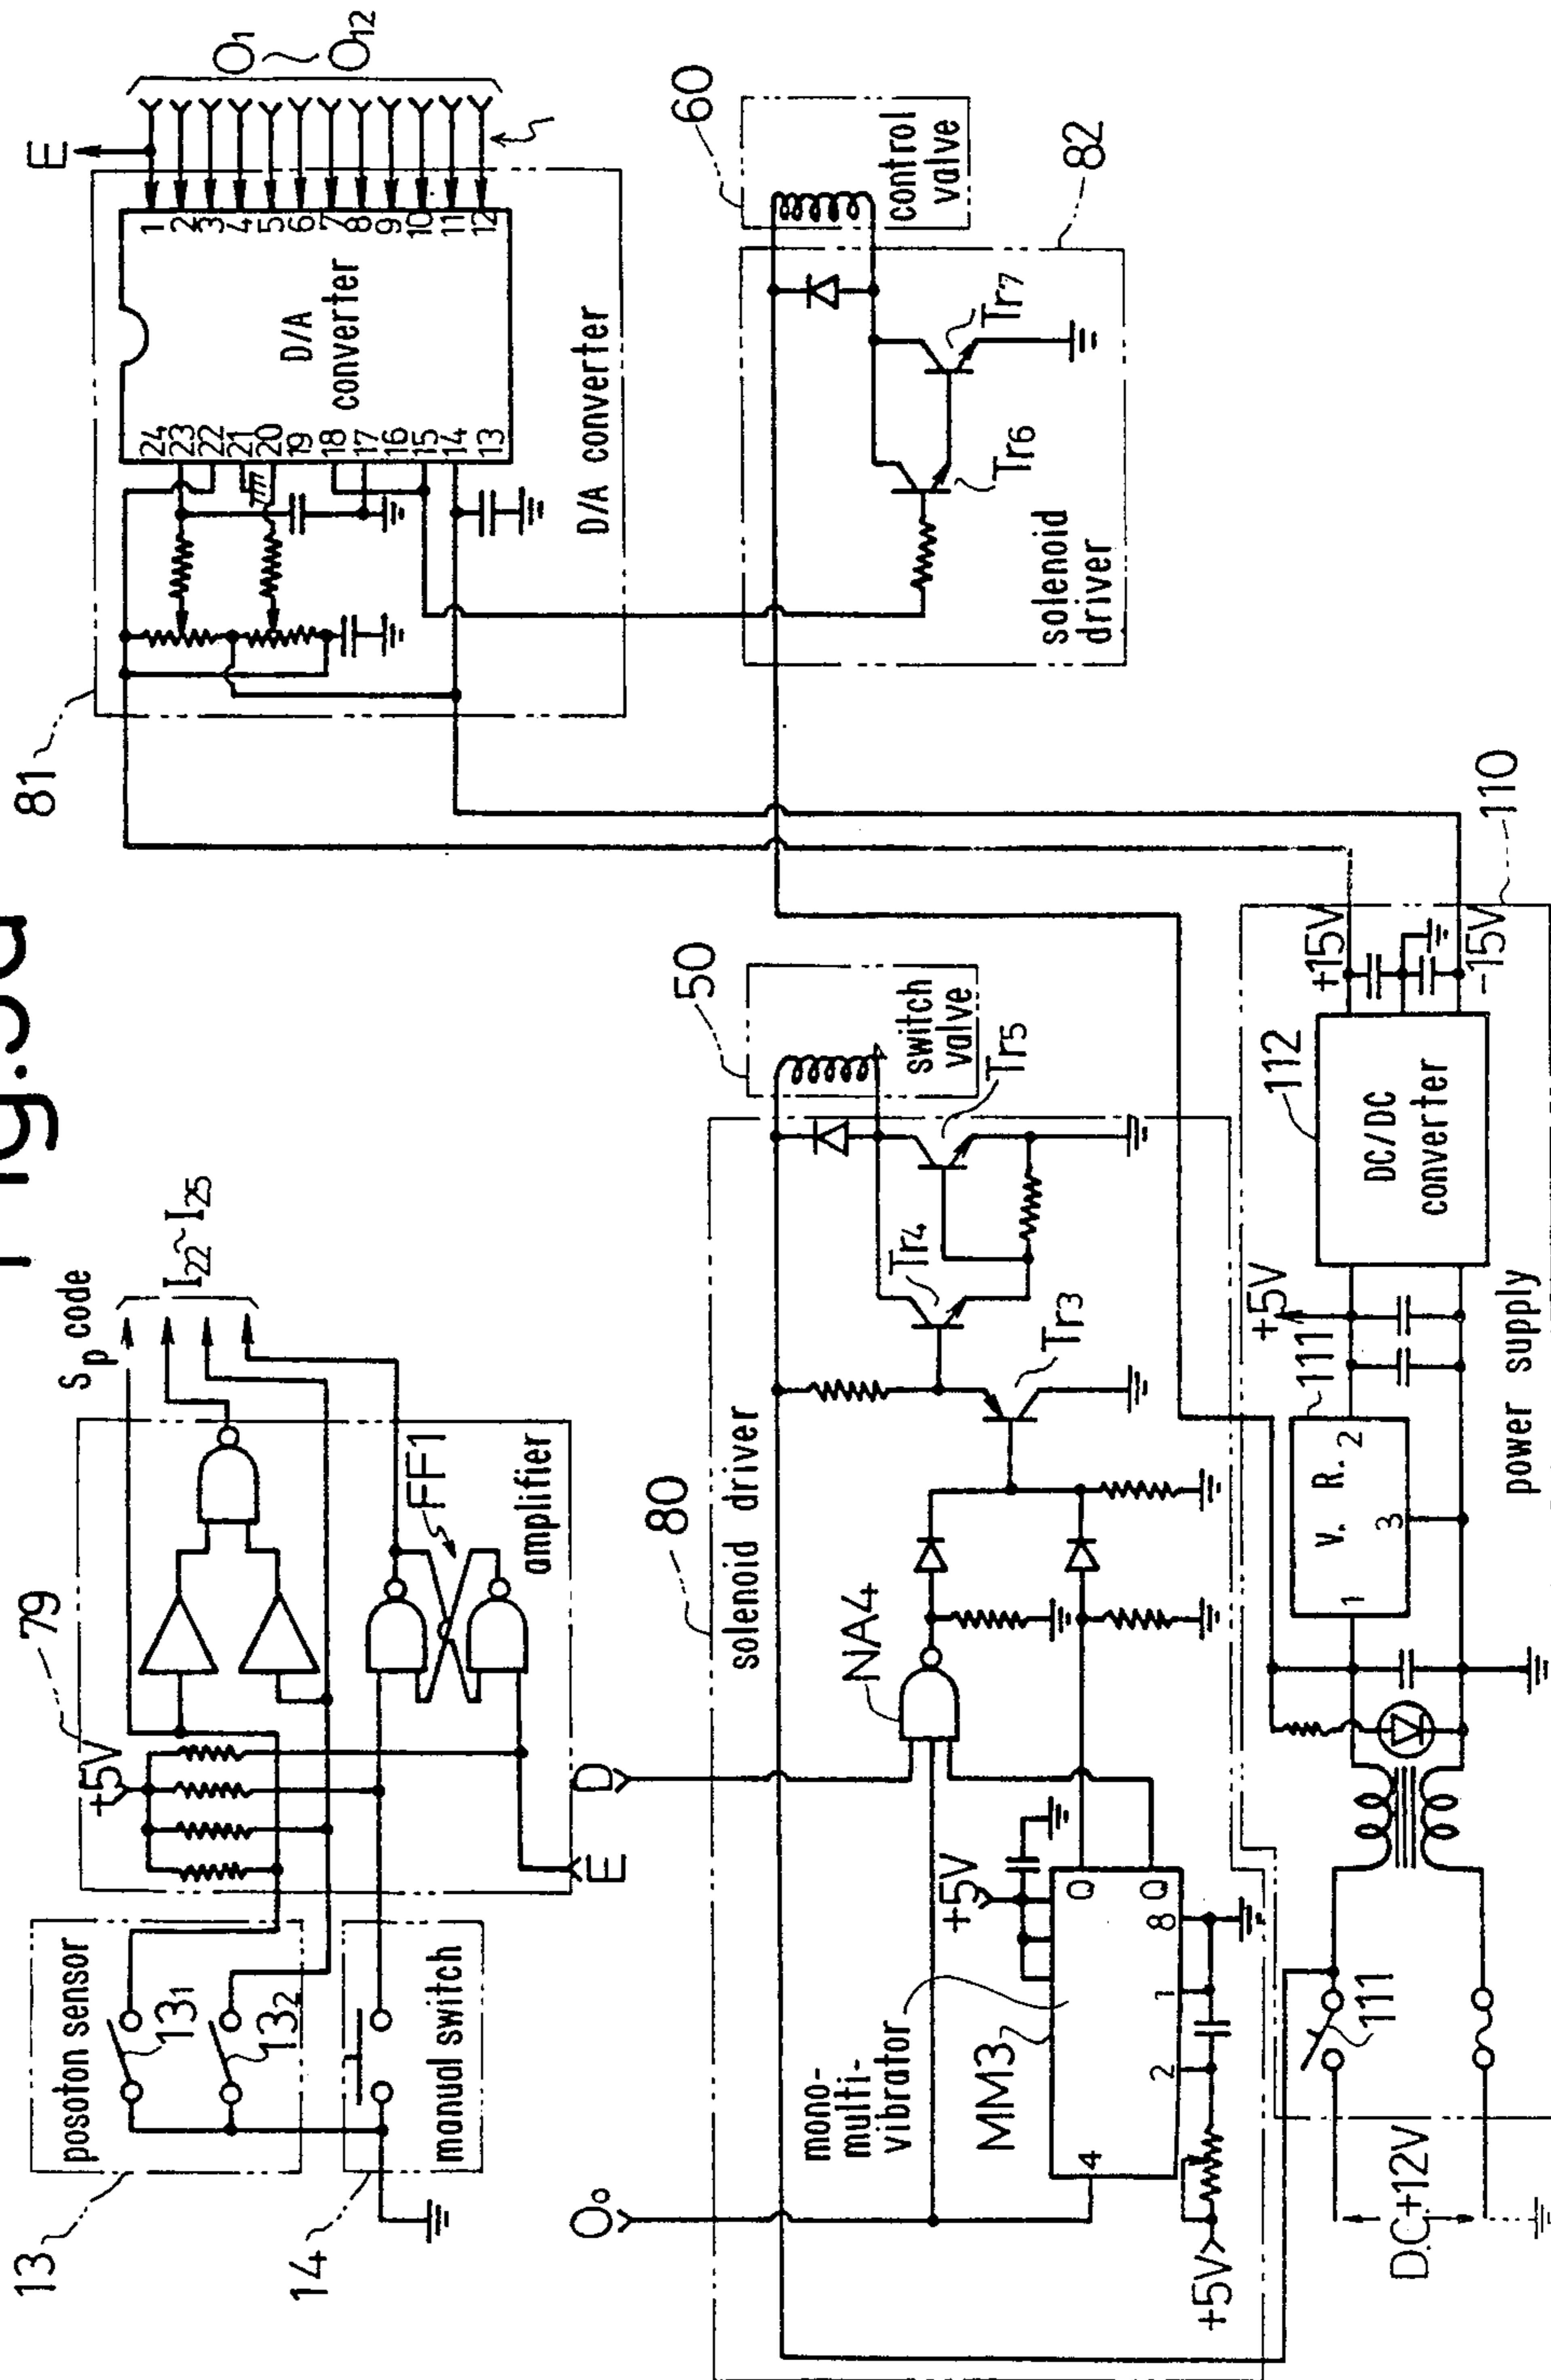 Fig.3d
13
posoton sensor
13₁
13₂
14
manual switch
79
+5V
E
D
FF1
amplifier
Sp code
I₂₂~I₂₅
81
24
23
22
21
20
19
18
17
16
15
14
13
D/A
converter
1
2
3
4
5
6
7
8
9
10
11
12
D/A converter
E
O₁ ~ O₁₂
O₀
80
solenoid driver
mono-
multi-
vibrator
MM3
4
+5V
Q
Q
8
1
2
+5V
NA4
Tr3
Tr4
Tr5
50
switch
valve
60
control
valve
82
Tr6
Tr7
solenoid
driver
D.C+12V
111
1
V. R.
2
3
111
+5V
power supply
112
DC/DC
converter
+15V
-15V
110